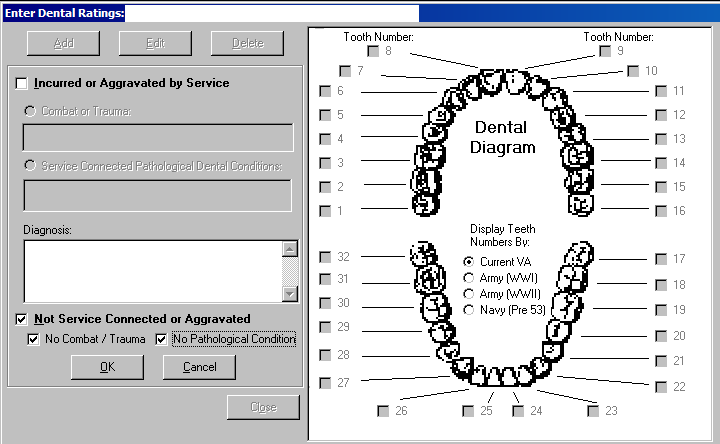 Enter Dental Ratings:
Add Edit Delete
Incurred or Aggravated by Service
Combat or Trauma:
Service Connected Pathological Dental Conditions:
Diagnosis:
Not Service Connected or Aggravated
No Combat / Trauma No Pathological Condition
OK Cancel
Close
Tooth Number: Tooth Number:
8 9
7 10
6 11
5 12
4 13
3 14
2 15
1 16
Dental
Diagram
Display Teeth
Numbers By:
Current VA
Army (WWI)
Army (WWII)
Navy (Pre 53)
32 17
31 18
30 19
29 20
28 21
27 22
26 25 24 23